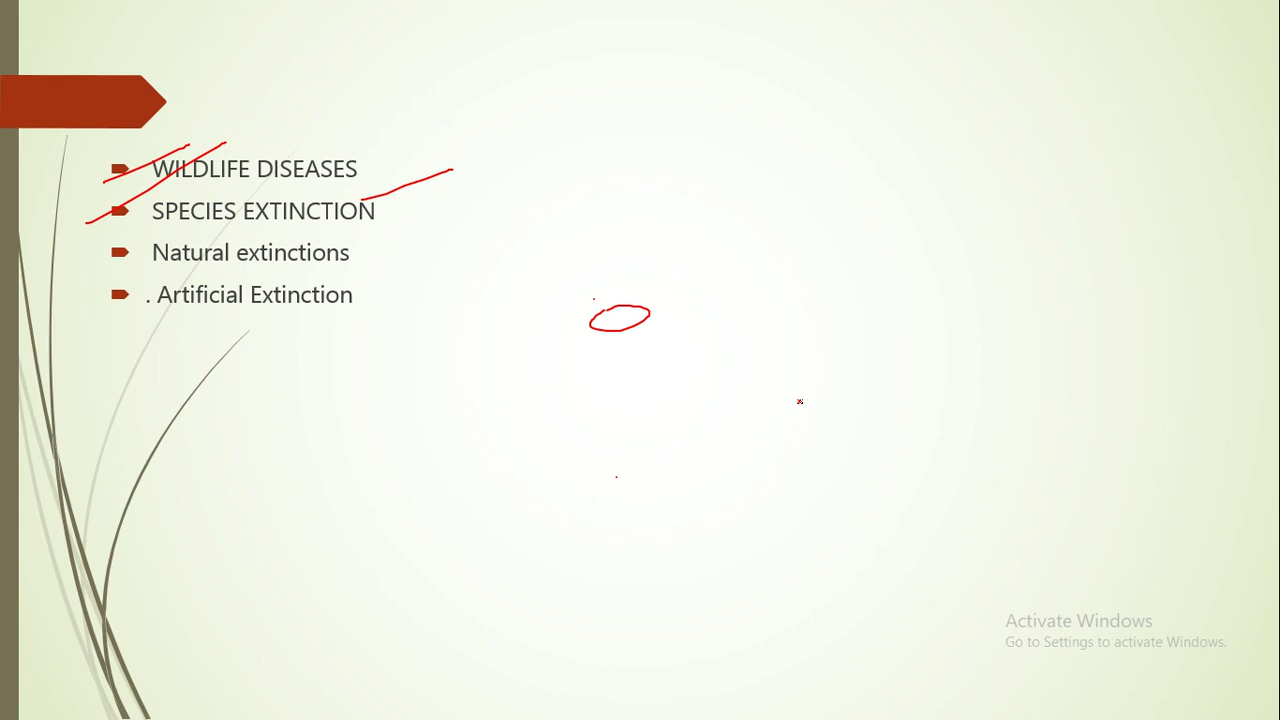 WILDLIFE DISEASES
SPECIES EXTINCTION
Natural extinctions
. Artificial Extinction
Activate Windows
Go to Settings to activate Windows.